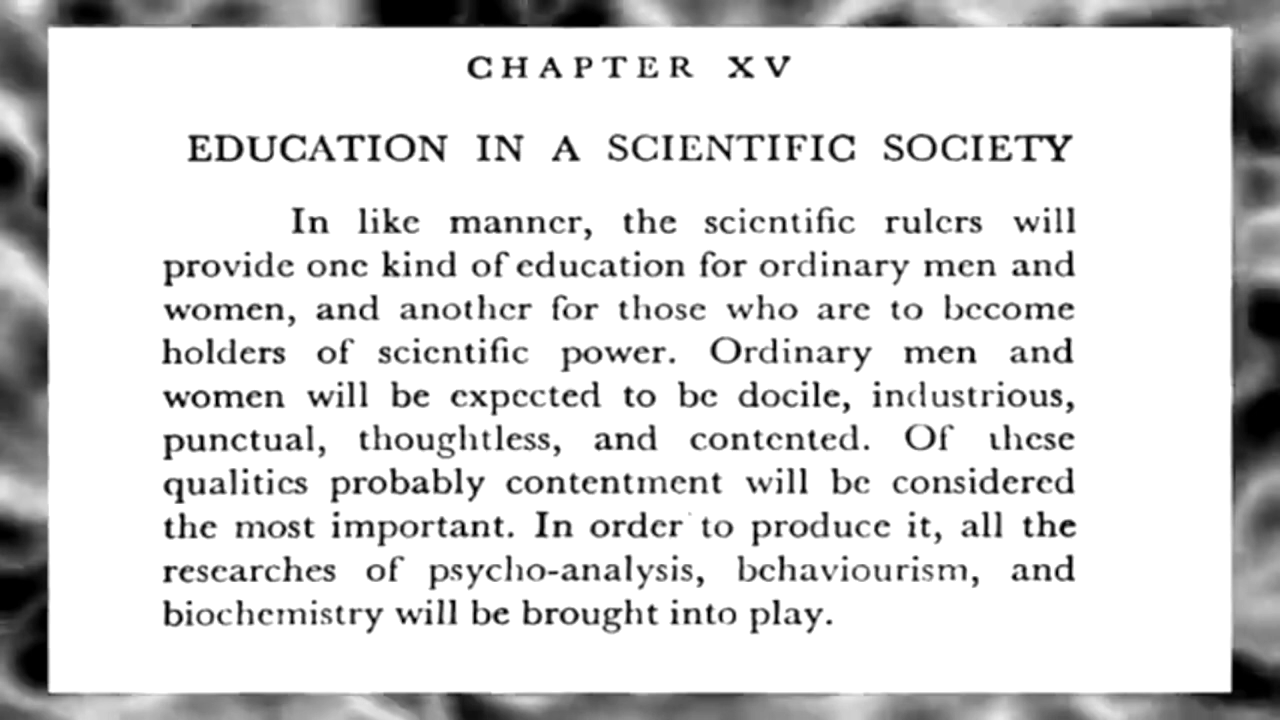 CHAPTER XV
EDUCATION IN A SCIENTIFIC SOCIETY
In like manner, the scientific rulers will
provide one kind of education for ordinary men and
women, and another for those who are to become
holders of scientific power. Ordinary men and
women will be expected to be docile, industrious,
punctual, thoughtless, and contented. Of these
qualities probably contentment will be considered
the most important. In order to produce it, all the
researches of psycho-analysis, behaviourism, and
biochemistry will be brought into play.